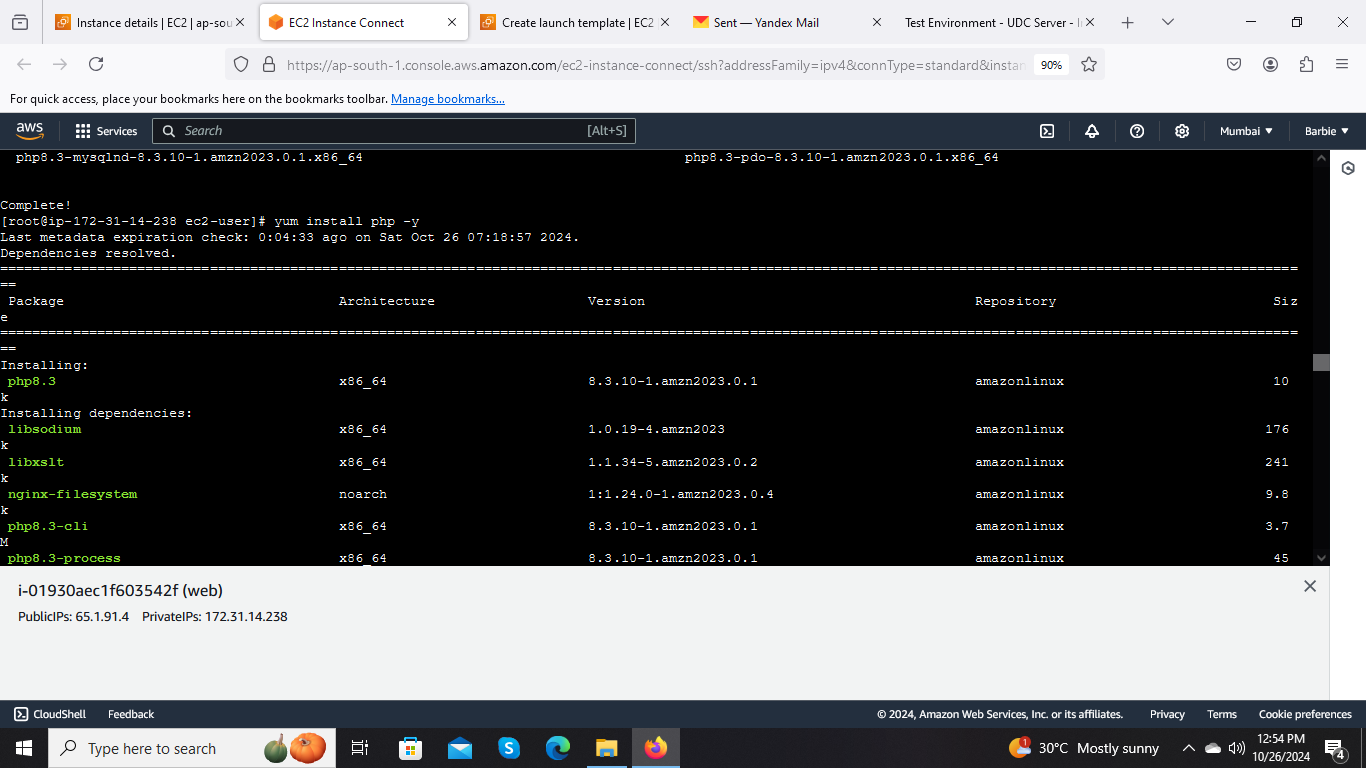 Instance details | EC2 | ap-sou
EC2 Instance Connect
Create launch template | EC2
Sent — Yandex Mail
Test Environment - UDC Server -
https://ap-south-1.console.aws.amazon.com/ec2-instance-connect/ssh?addressFamily=ipv4&connType=standard&instan
90%
For quick access, place your bookmarks here on the bookmarks toolbar. Manage bookmarks...
aws
Services
Search
[Alt+S]
Mumbai
Barbie
php8.3-mysqlnd-8.3.10-1.amzn2023.0.1.x86_64 php8.3-pdo-8.3.10-1.amzn2023.0.1.x86_64
Complete!
[root@ip-172-31-14-238 ec2-user]# yum install php -y
Last metadata expiration check: 0:04:33 ago on Sat Oct 26 07:18:57 2024.
Dependencies resolved.
Package Architecture Version Repository Siz
e
Installing:
php8.3 x86_64 8.3.10-1.amzn2023.0.1 amazonlinux 10
k
Installing dependencies:
libsodium x86_64 1.0.19-4.amzn2023 amazonlinux 176
k
libxslt x86_64 1.1.34-5.amzn2023.0.2 amazonlinux 241
k
nginx-filesystem noarch 1:1.24.0-1.amzn2023.0.4 amazonlinux 9.8
k
php8.3-cli x86_64 8.3.10-1.amzn2023.0.1 amazonlinux 3.7
M
php8.3-process x86_64 8.3.10-1.amzn2023.0.1 amazonlinux 45
i-01930aec1f603542f (web)
PublicIPs: 65.1.91.4 PrivateIPs: 172.31.14.238
CloudShell
Feedback
© 2024, Amazon Web Services, Inc. or its affiliates.
Privacy
Terms
Cookie preferences
Type here to search
1
30°C Mostly sunny
12:54 PM
10/26/2024
4